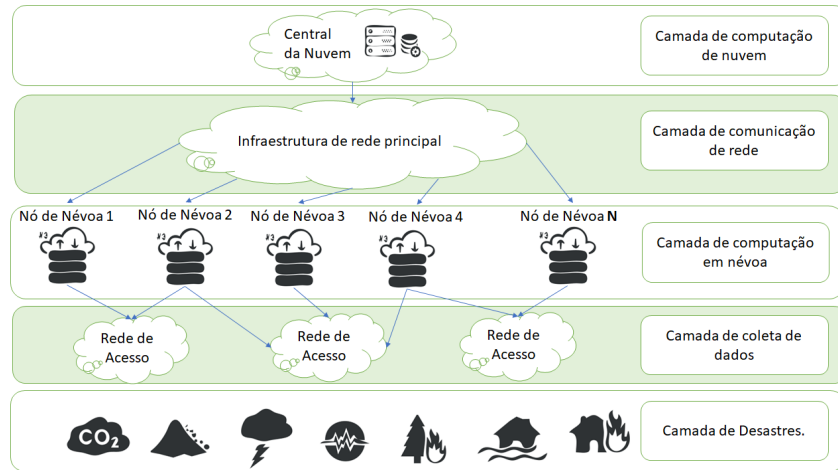 Central
da Nuvem
Camada de computação
de nuvem
Infraestrutura de rede principal
Camada de comunicação
de rede
Nó de Névoa 1
Nó de Névoa 2
Nó de Névoa 3
Nó de Névoa 4
Nó de Névoa N
Camada de computação
em névoa
Rede de
Acesso
Rede de
Acesso
Rede de
Acesso
Camada de coleta de
dados
CO2
Camada de Desastres.